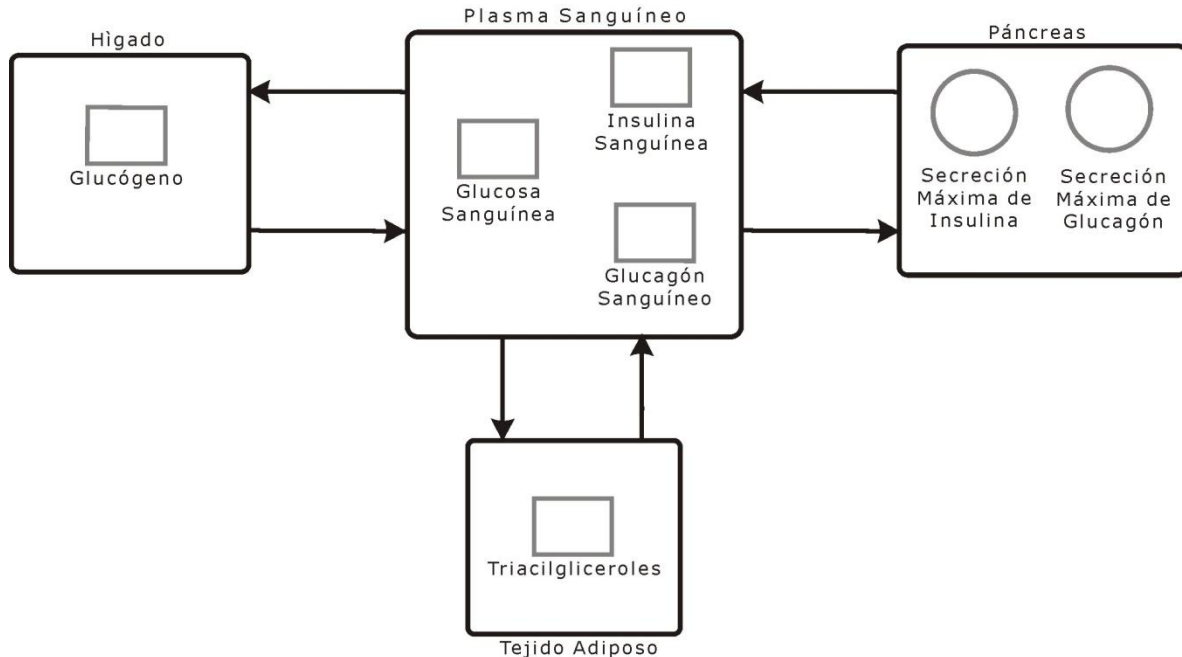 Plasma Sanguíneo
Hìgado
Páncreas
Glucógeno
Insulina
Sanguínea
Glucosa
Sanguínea
Glucagón
Sanguíneo
Secreción
Máxima de
Insulina
Secreción
Máxima de
Glucagón
Triacilgliceroles
Tejido Adiposo